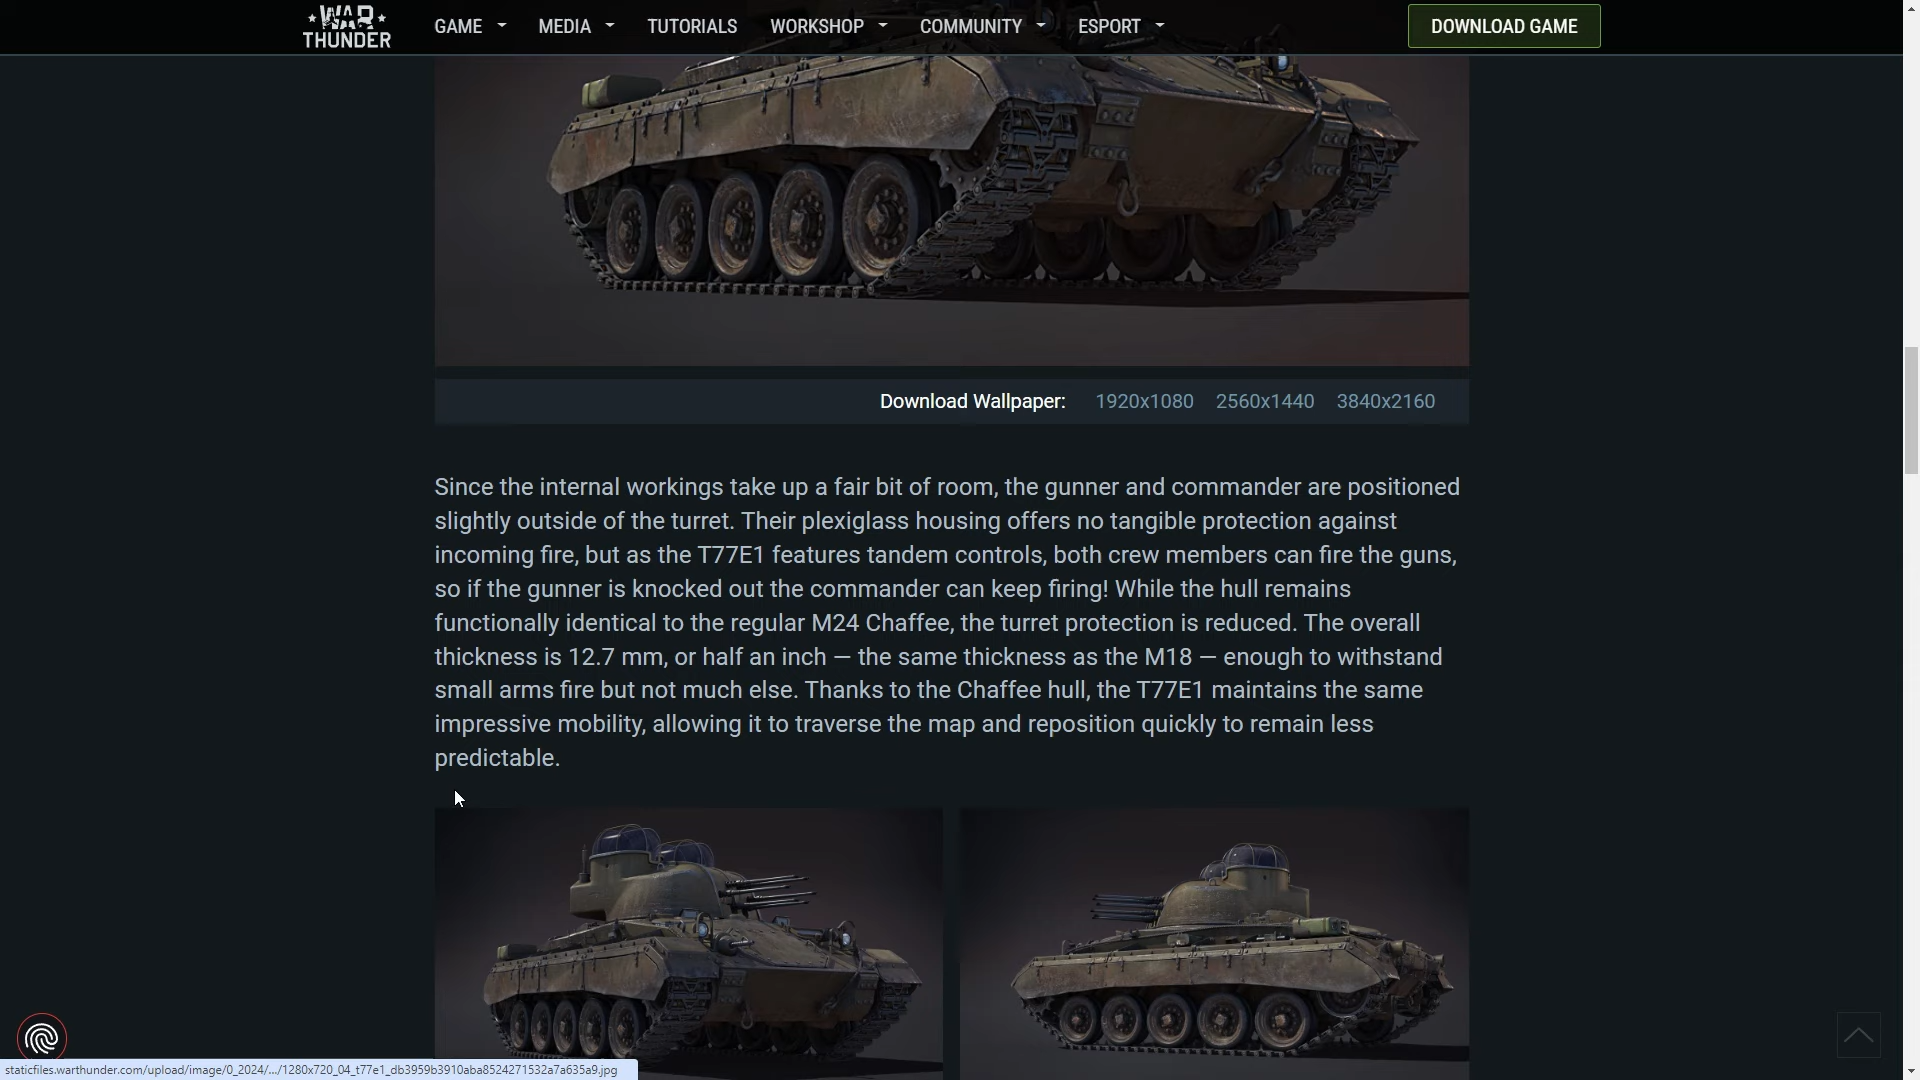 WAR
THUNDER
GAME
MEDIA
TUTORIALS
WORKSHOP
COMMUNITY
ESPORT
DOWNLOAD GAME
Download Wallpaper: 1920x1080 2560x1440 3840x2160
Since the internal workings take up a fair bit of room, the gunner and commander are positioned
slightly outside of the turret. Their plexiglass housing offers no tangible protection against
incoming fire, but as the T77E1 features tandem controls, both crew members can fire the guns,
so if the gunner is knocked out the commander can keep firing! While the hull remains
functionally identical to the regular M24 Chaffee, the turret protection is reduced. The overall
thickness is 12.7 mm, or half an inch — the same thickness as the M18 — enough to withstand
small arms fire but not much else. Thanks to the Chaffee hull, the T77E1 maintains the same
impressive mobility, allowing it to traverse the map and reposition quickly to remain less
predictable.
staticfiles.warthunder.com/upload/image/0_2024/.../1280x720_04_t77e1_db3959b3910aba8524271532a7a635a9.jpg